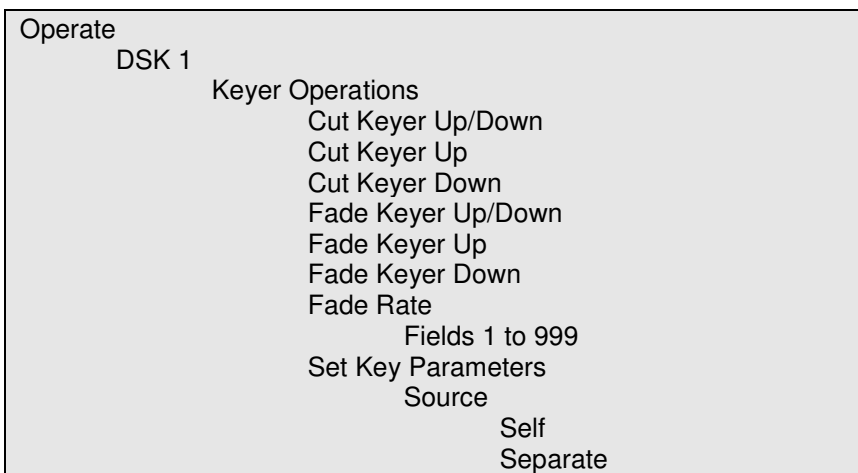 Operate
DSK 1
Keyer Operations
Cut Keyer Up/Down
Cut Keyer Up
Cut Keyer Down
Fade Keyer Up/Down
Fade Keyer Up
Fade Keyer Down
Fade Rate
Fields 1 to 999
Set Key Parameters
Source
Self
Separate